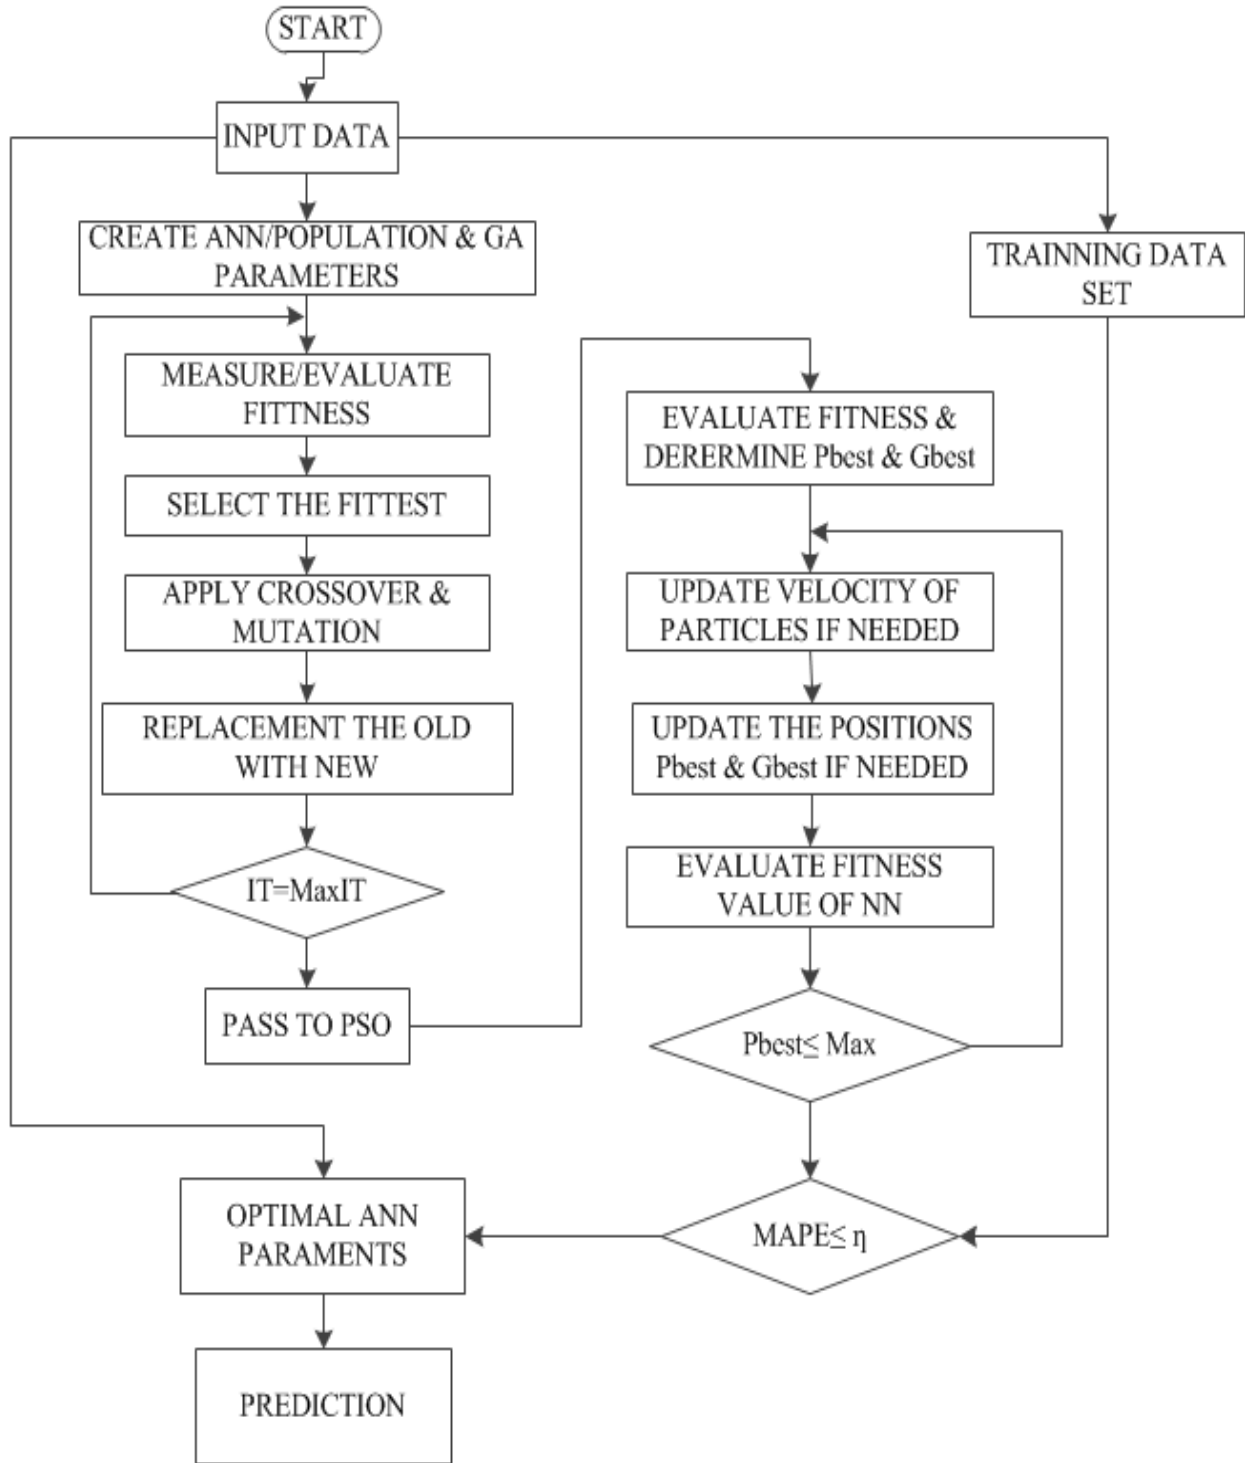 START
INPUT DATA
CREATE ANN/POPULATION & GA
PARAMETERS
MEASURE/EVALUATE
FITTNESS
SELECT THE FITTEST
APPLY CROSSOVER &
MUTATION
REPLACEMENT THE OLD
WITH NEW
IT=MaxIT
PASS TO PSO
EVALUATE FITNESS &
DERERMINE Pbest & Gbest
UPDATE VELOCITY OF
PARTICLES IF NEEDED
UPDATE THE POSITIONS
Pbest & Gbest IF NEEDED
EVALUATE FITNESS
VALUE OF NN
Pbest≤ Max
TRAINNING DATA
SET
MAPE≤ η
OPTIMAL ANN
PARAMENTS
PREDICTION